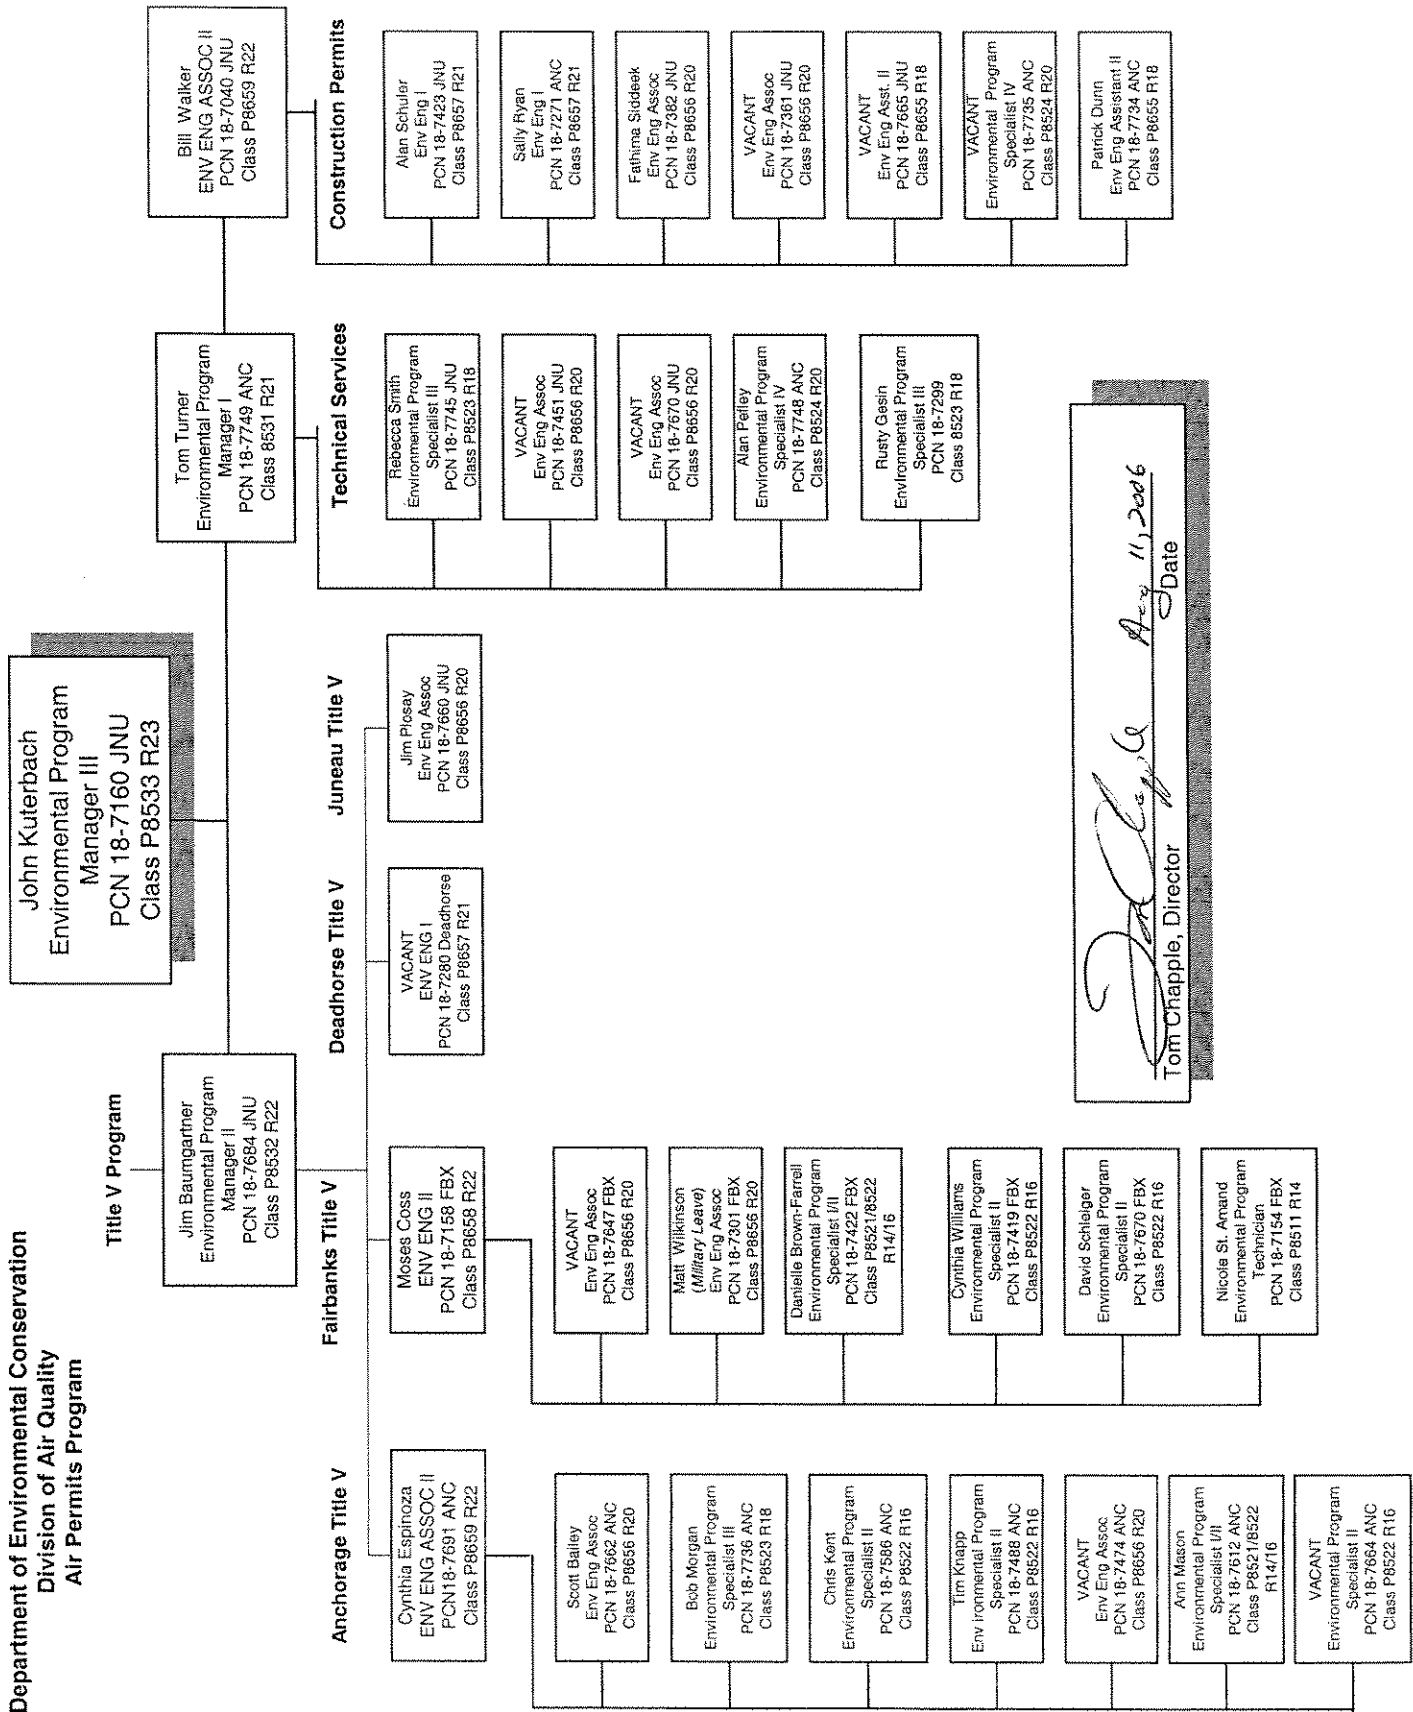 Department of Environmental Conservation
Division of Air Quality
Air Permits Program
John Kuterbach
Environmental Program
Manager III
PCN 18-7160 JNU
Class P8533 R23
Title V Program
Jim Baumgartner
Environmental Program
Manager II
PCN 18-7684 JNU
Class P8532 R22
Tom Turner
Environmental Program
Manager I
PCN 18-7749 ANC
Class 8531 R21
Bill Walker
ENV ENG ASSOC II
PCN 18-7040 JNU
Class P8659 R22
Anchorage Title V
Cynthia Espinoza
ENV ENG ASSOC II
PCN18-7691 ANC
Class P8659 R22
Scott Bailey
Env Eng Assoc
PCN 18-7662 ANC
Class P8656 R20
Bob Morgan
Environmental Program
Specialist III
PCN 18-7736 ANC
Class P8523 R18
Chris Kent
Environmental Program
Specialist II
PCN 18-7586 ANC
Class P8522 R16
Tim Knapp
Env ironmental Program
Specialist II
PCN 18-7488 ANC
Class P8522 R16
VACANT
Env Eng Assoc
PCN 18-7474 ANC
Class P8656 R20
Ann Mason
Environmental Program
Specialist I/II
PCN 18-7612 ANC
Class P8521/8522
R14/16
VACANT
Environmental Program
Specialist II
PCN 18-7664 ANC
Class P8522 R16
Fairbanks Title V
Moses Coss
ENV ENG II
PCN 18-7158 FBX
Class P8658 R22
VACANT
Env Eng Assoc
PCN 18-7647 FBX
Class P8656 R20
Matt Wilkinson
(Military Leave)
Env Eng Assoc
PCN 18-7301 FBX
Class P8656 R20
Danielle Brown-Farrell
Environmental Program
Specialist I/II
PCN 18-7422 FBX
Class P8521/8522
R14/16
Cynthia Williams
Environmental Program
Specialist II
PCN 18-7419 FBX
Class P8522 R16
David Schleiger
Environmental Program
Specialist II
PCN 18-7670 FBX
Class P8522 R16
Nicole St. Amand
Environmental Program
Technician
PCN 18-7154 FBX
Class P8511 R14
Deadhorse Title V
VACANT
ENV ENG I
PCN 18-7280 Deadhorse
Class P8657 R21
Juneau Title V
Jim Plosay
Env Eng Assoc
PCN 18-7660 JNU
Class P8656 R20
Technical Services
Rebecca Smith
Environmental Program
Specialist III
PCN 18-7745 JNU
Class P8523 R18
VACANT
Env Eng Assoc
PCN 18-7451 JNU
Class P8656 R20
VACANT
Env Eng Assoc
PCN 18-7670 JNU
Class P8656 R20
Alan Peifley
Environmental Program
Specialist IV
PCN 18-7748 ANC
Class P8524 R20
Rusty Gesin
Environmental Program
Specialist III
PCN 18-7299
Class 8523 R18
Construction Permits
Alan Schuler
Env Eng I
PCN 18-7423 JNU
Class P8657 R21
Sally Ryan
Env Eng I
PCN 18-7271 ANC
Class P8657 R21
Fathima Siddeek
Env Eng Assoc
PCN 18-7382 JNU
Class P8656 R20
VACANT
Env Eng Assoc
PCN 18-7361 JNU
Class P8656 R20
VACANT
Env Eng Asst. II
PCN 18-7665 JNU
Class P8655 R18
VACANT
Environmental Program
Specialist IV
PCN 18-7735 ANC
Class P8524 R20
Patrick Dunn
Env Eng Assistant II
PCN 18-7734 ANC
Class P8655 R18
Tom Chapple Aug 11, 2006
Tom Chapple, Director Date